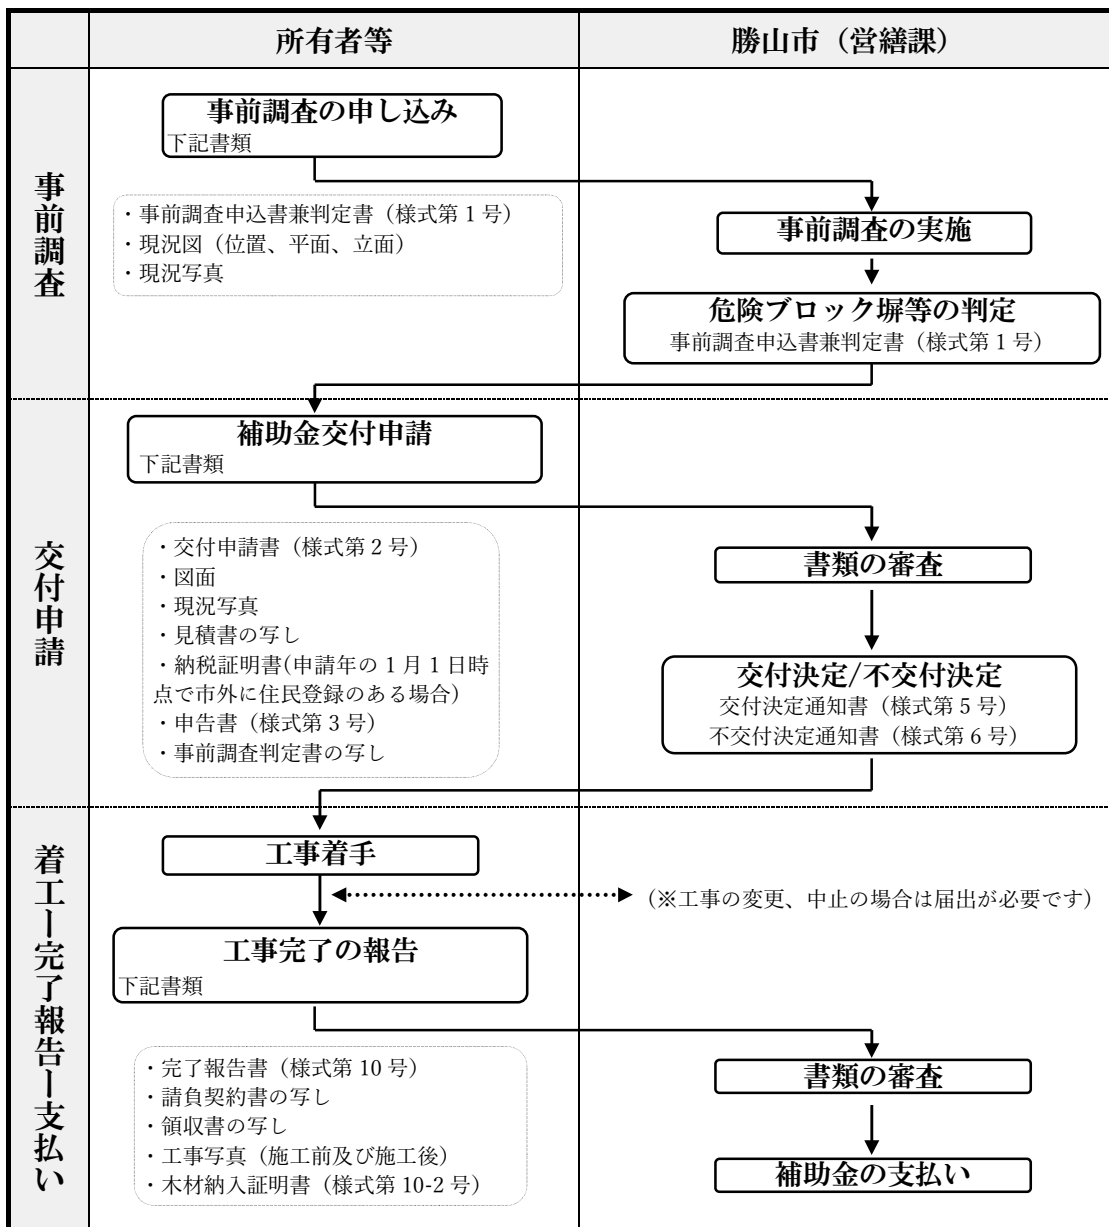 所有者等
勝山市（営繕課）
事前調査
事前調査の申し込み
下記書類
・事前調査申込書兼判定書（様式第１号）
・現況図（位置、平面、立面）
・現況写真
事前調査の実施
危険ブロック塀等の判定
事前調査申込書兼判定書（様式第１号）
交付申請
補助金交付申請
下記書類
・交付申請書（様式第２号）
・図面
・現況写真
・見積書の写し
・納税証明書(申請年の１月１日時
点で市外に住民登録のある場合）
・申告書（様式第３号）
・事前調査判定書の写し
書類の審査
交付決定/不交付決定
交付決定通知書（様式第５号）
不交付決定通知書（様式第６号）
着工ー完了報告ー支払い
工事着手
（※工事の変更、中止の場合は届出が必要です）
工事完了の報告
下記書類
・完了報告書（様式第 10 号）
・請負契約書の写し
・領収書の写し
・工事写真（施工前及び施工後）
・木材納入証明書（様式第 10-2 号）
書類の審査
補助金の支払い